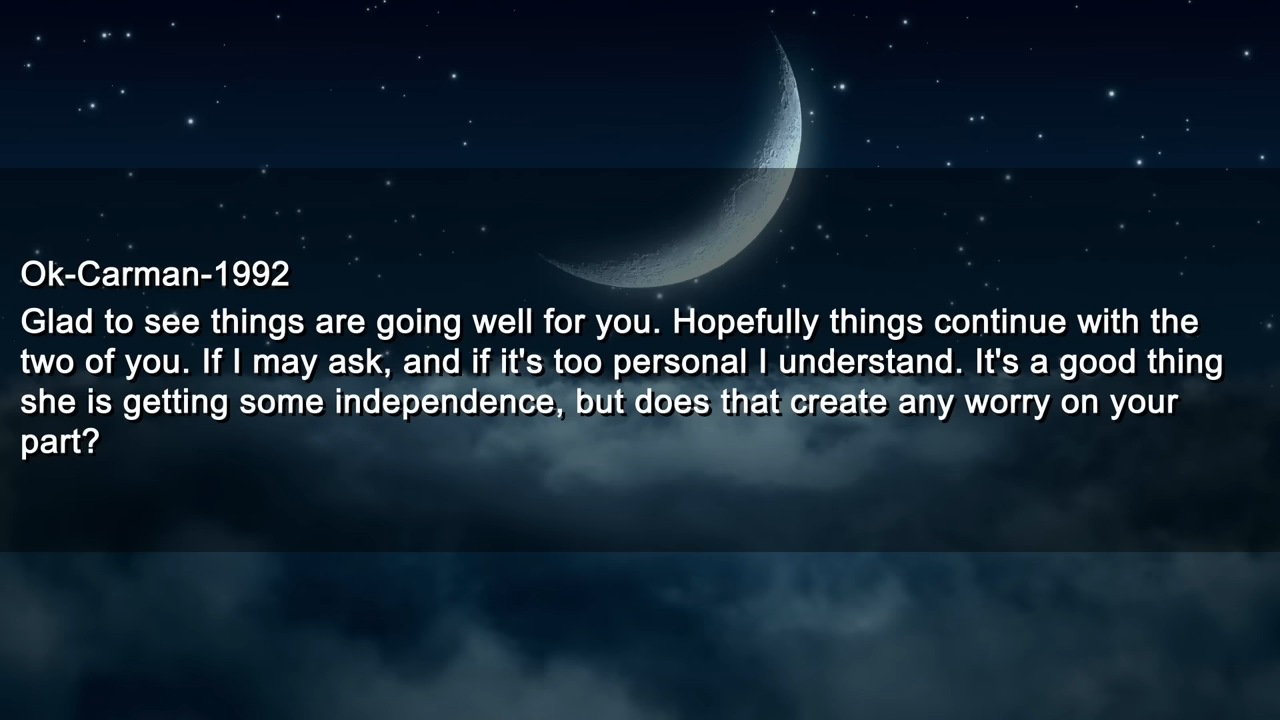 Ok-Carman-1992
Glad to see things are going well for you. Hopefully things continue with the
two of you. If I may ask, and if it's too personal I understand. It's a good thing
she is getting some independence, but does that create any worry on your
part?